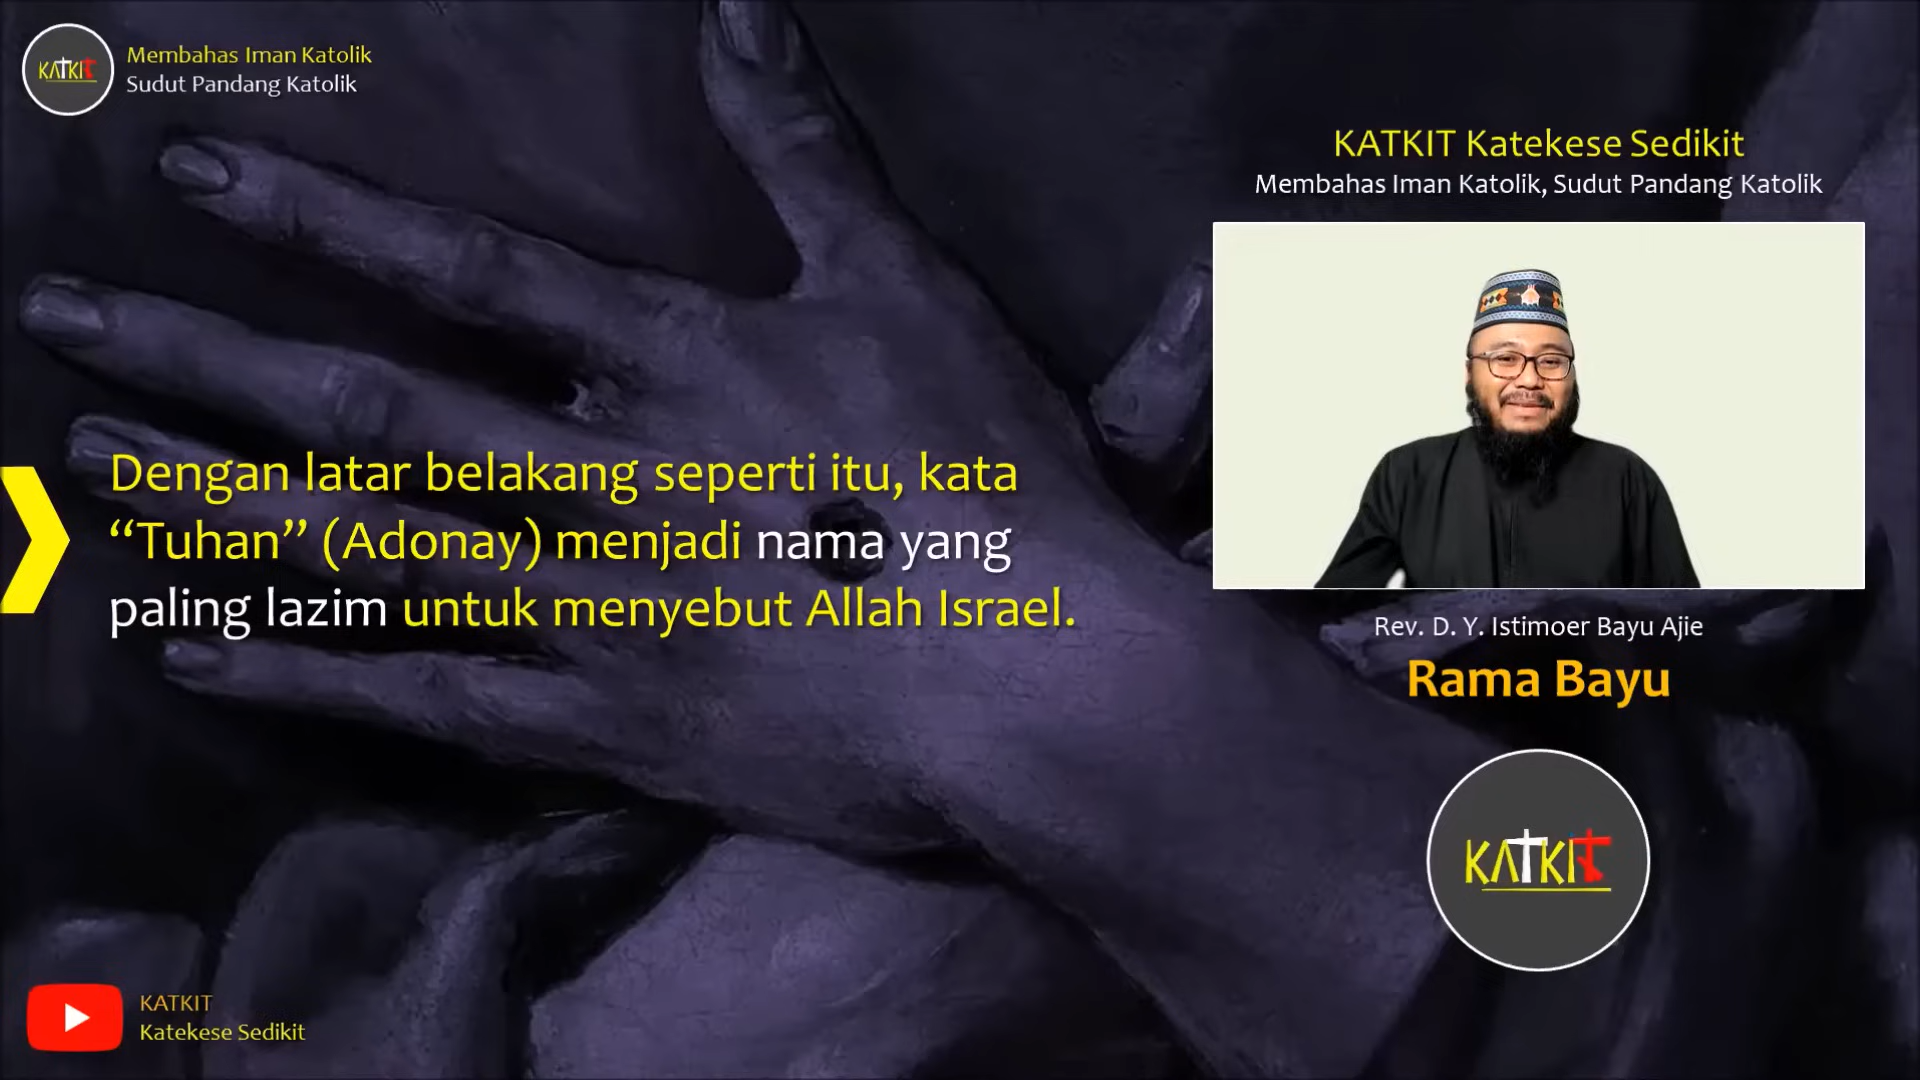 KATKIT
Membahas Iman Katolik
Sudut Pandang Katolik
KATKIT Katekese Sedikit
Membahas Iman Katolik, Sudut Pandang Katolik
Dengan latar belakang seperti itu, kata
“Tuhan” (Adonay) menjadi nama yang
paling lazim untuk menyebut Allah Israel.
Rev. D. Y. Istimoer Bayu Ajie
Rama Bayu
KATKIT
KATKIT
Katekese Sedikit